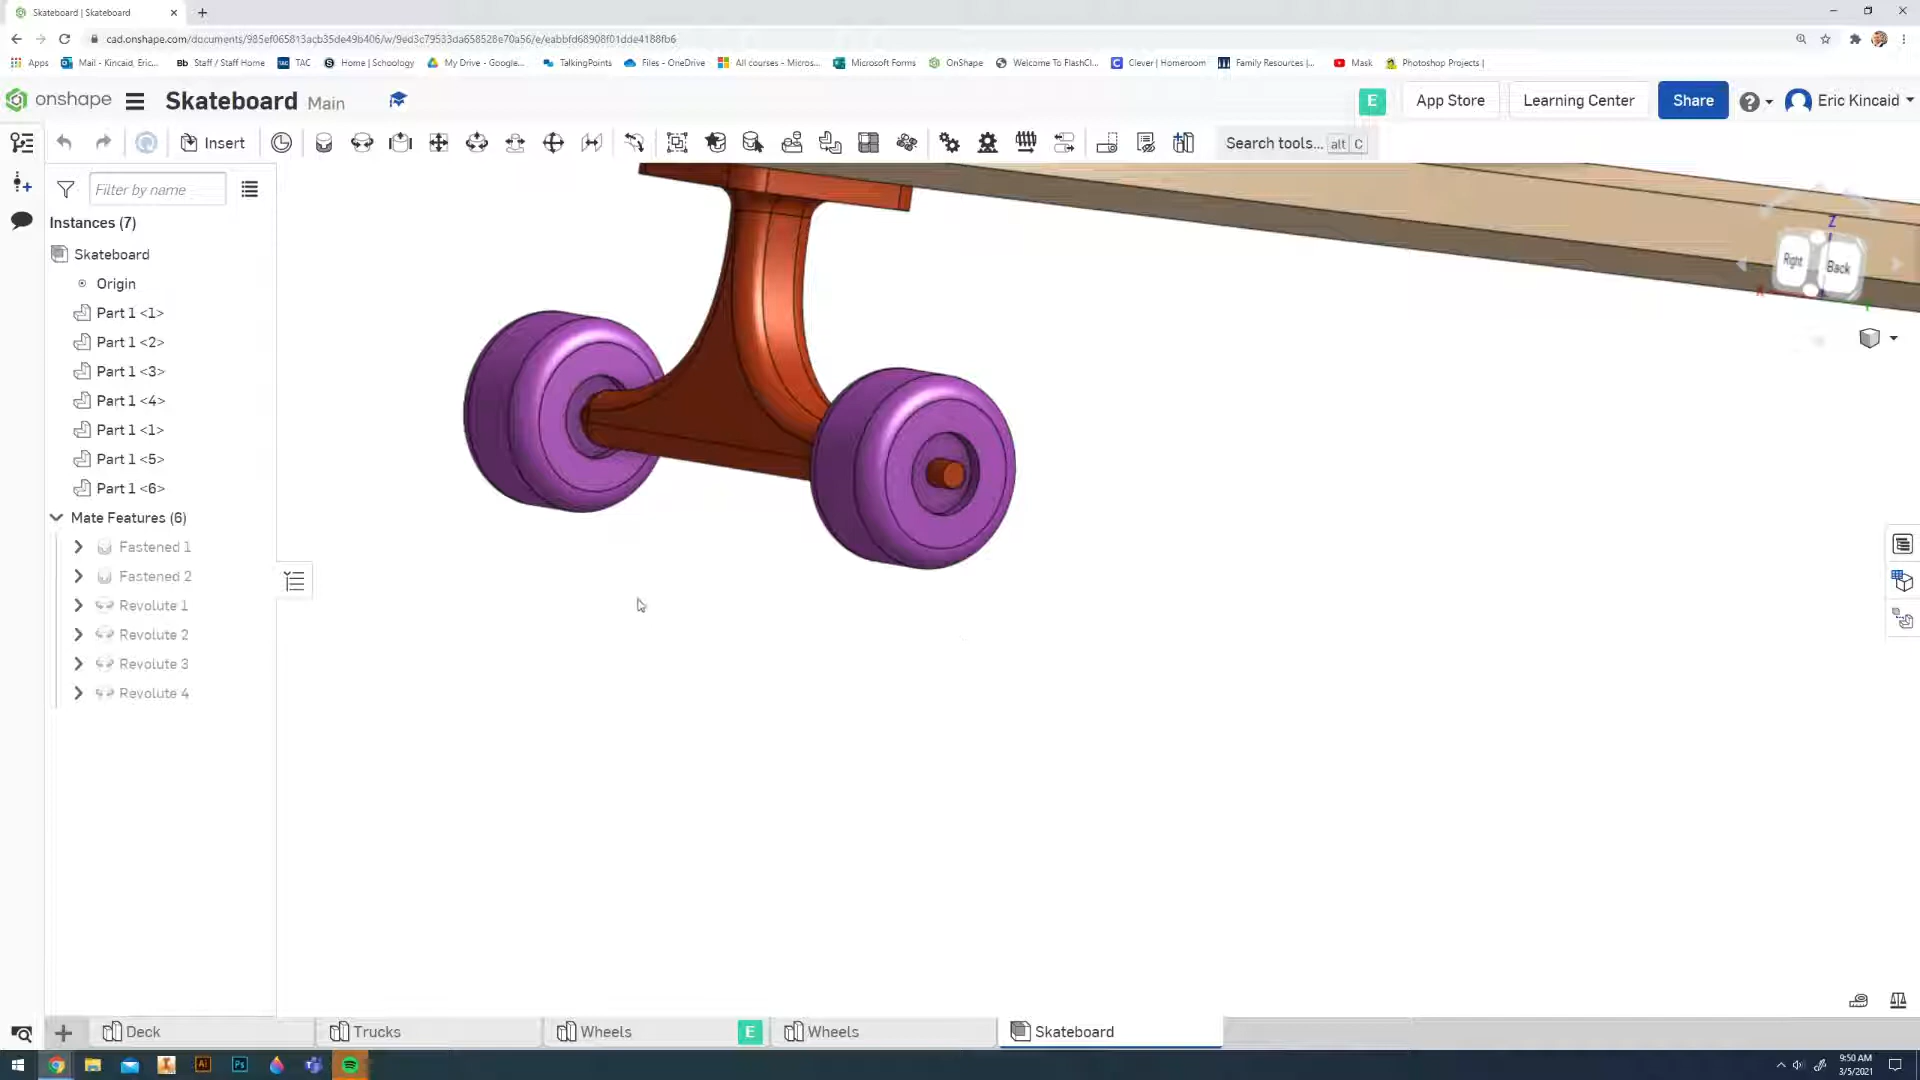 Skateboard | Skateboard
cad.onshape.com/documents/985ef065813acb35de49b406/w/9ed3c79533da658528e70a56/e/eabbfd68908f01dde4188fb6
Apps Mail - Kincaid, Eric... Bb Staff / Staff Home TAC TAC S Home | Schoology My Drive - Google... TalkingPoints Files - OneDrive All courses - Micros... Microsoft Forms OnShape Welcome To FlashCl... Clever | Homeroom Family Resources |... Mask Photoshop Projects |
onshape Skateboard Main E App Store Learning Center Share Eric Kincaid
Insert Search tools... alt C
Filter by name
Instances (7)
Skateboard
Origin
Part 1 <1>
Part 1 <2>
Part 1 <3>
Part 1 <4>
Part 1 <1>
Part 1 <5>
Part 1 <6>
Mate Features (6)
Fastened 1
Fastened 2
Revolute 1
Revolute 2
Revolute 3
Revolute 4
Z
Right Back
X
Deck Trucks Wheels E Wheels Skateboard
Ai Ps
9:50 AM
3/5/2021